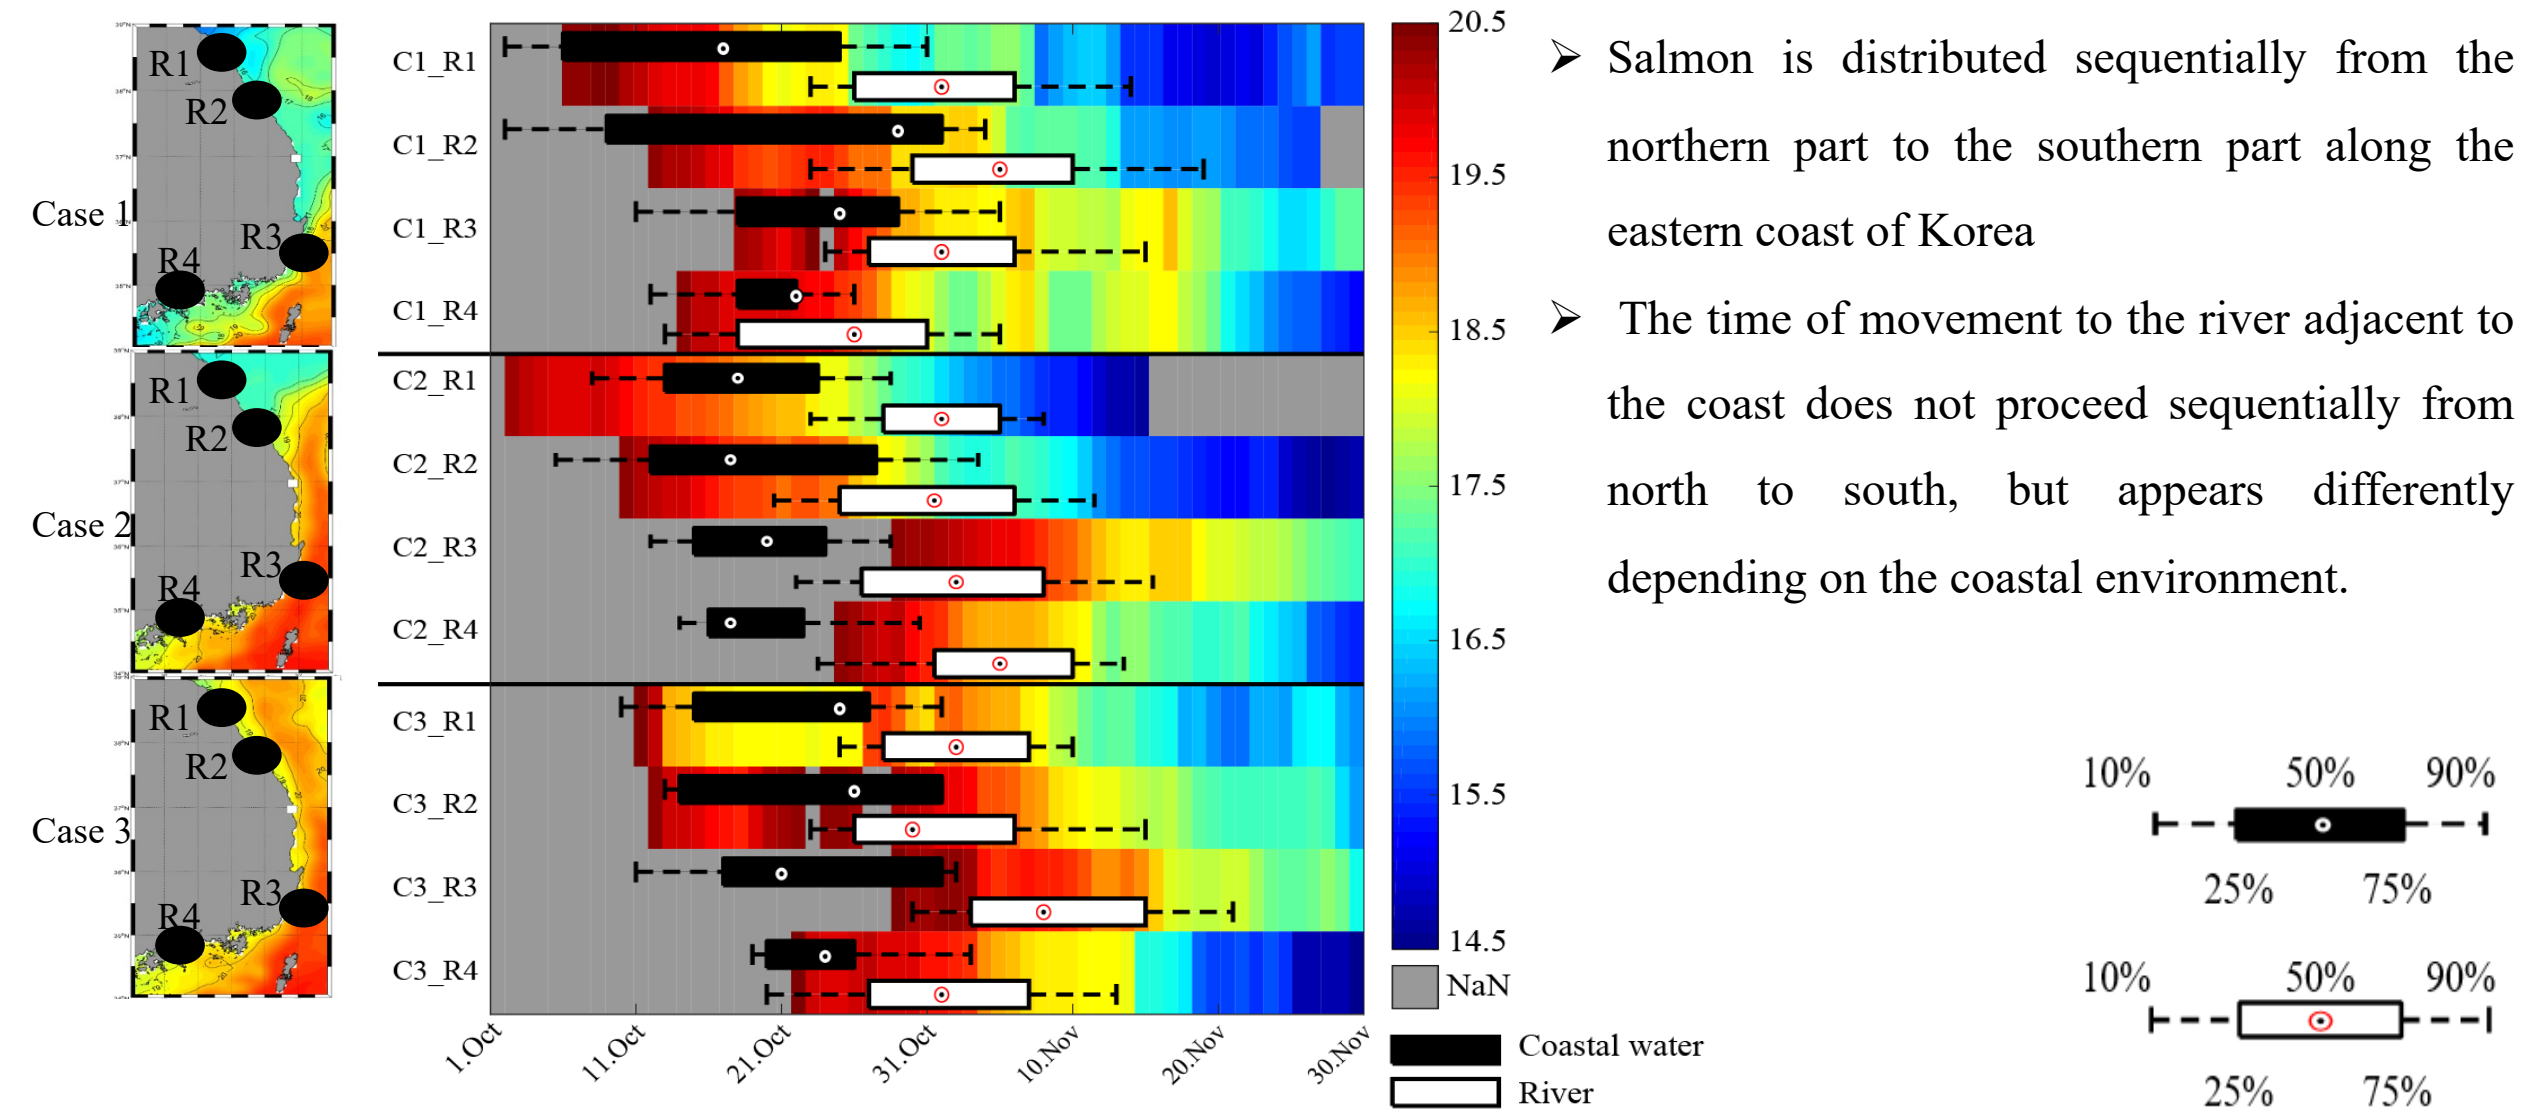 Case 1
R1
R2
R3
R4
Case 2
R1
R2
R3
R4
Case 3
R1
R2
R3
R4
C1_R1
C1_R2
C1_R3
C1_R4
C2_R1
C2_R2
C2_R3
C2_R4
C3_R1
C3_R2
C3_R3
C3_R4
1.Oct
11.Oct
21.Oct
31.Oct
10.Nov
20.Nov
30.Nov
20.5
19.5
18.5
17.5
16.5
15.5
14.5
NaN
Coastal water
River
➢ Salmon is distributed sequentially from the
northern part to the southern part along the
eastern coast of Korea
➢ The time of movement to the river adjacent to
the coast does not proceed sequentially from
north to south, but appears differently
depending on the coastal environment.
10% 50% 90%
25% 75%
10% 50% 90%
25% 75%